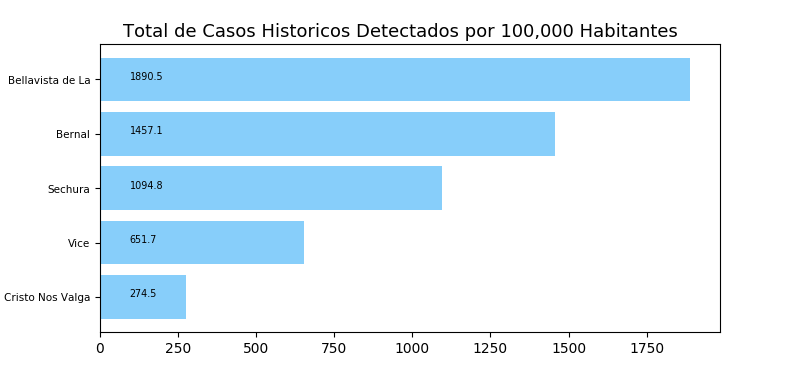 Total de Casos Historicos Detectados por 100,000 Habitantes
Bellavista de La
1890.5
Bernal
1457.1
Sechura
1094.8
Vice
651.7
Cristo Nos Valga
274.5
0 250 500 750 1000 1250 1500 1750